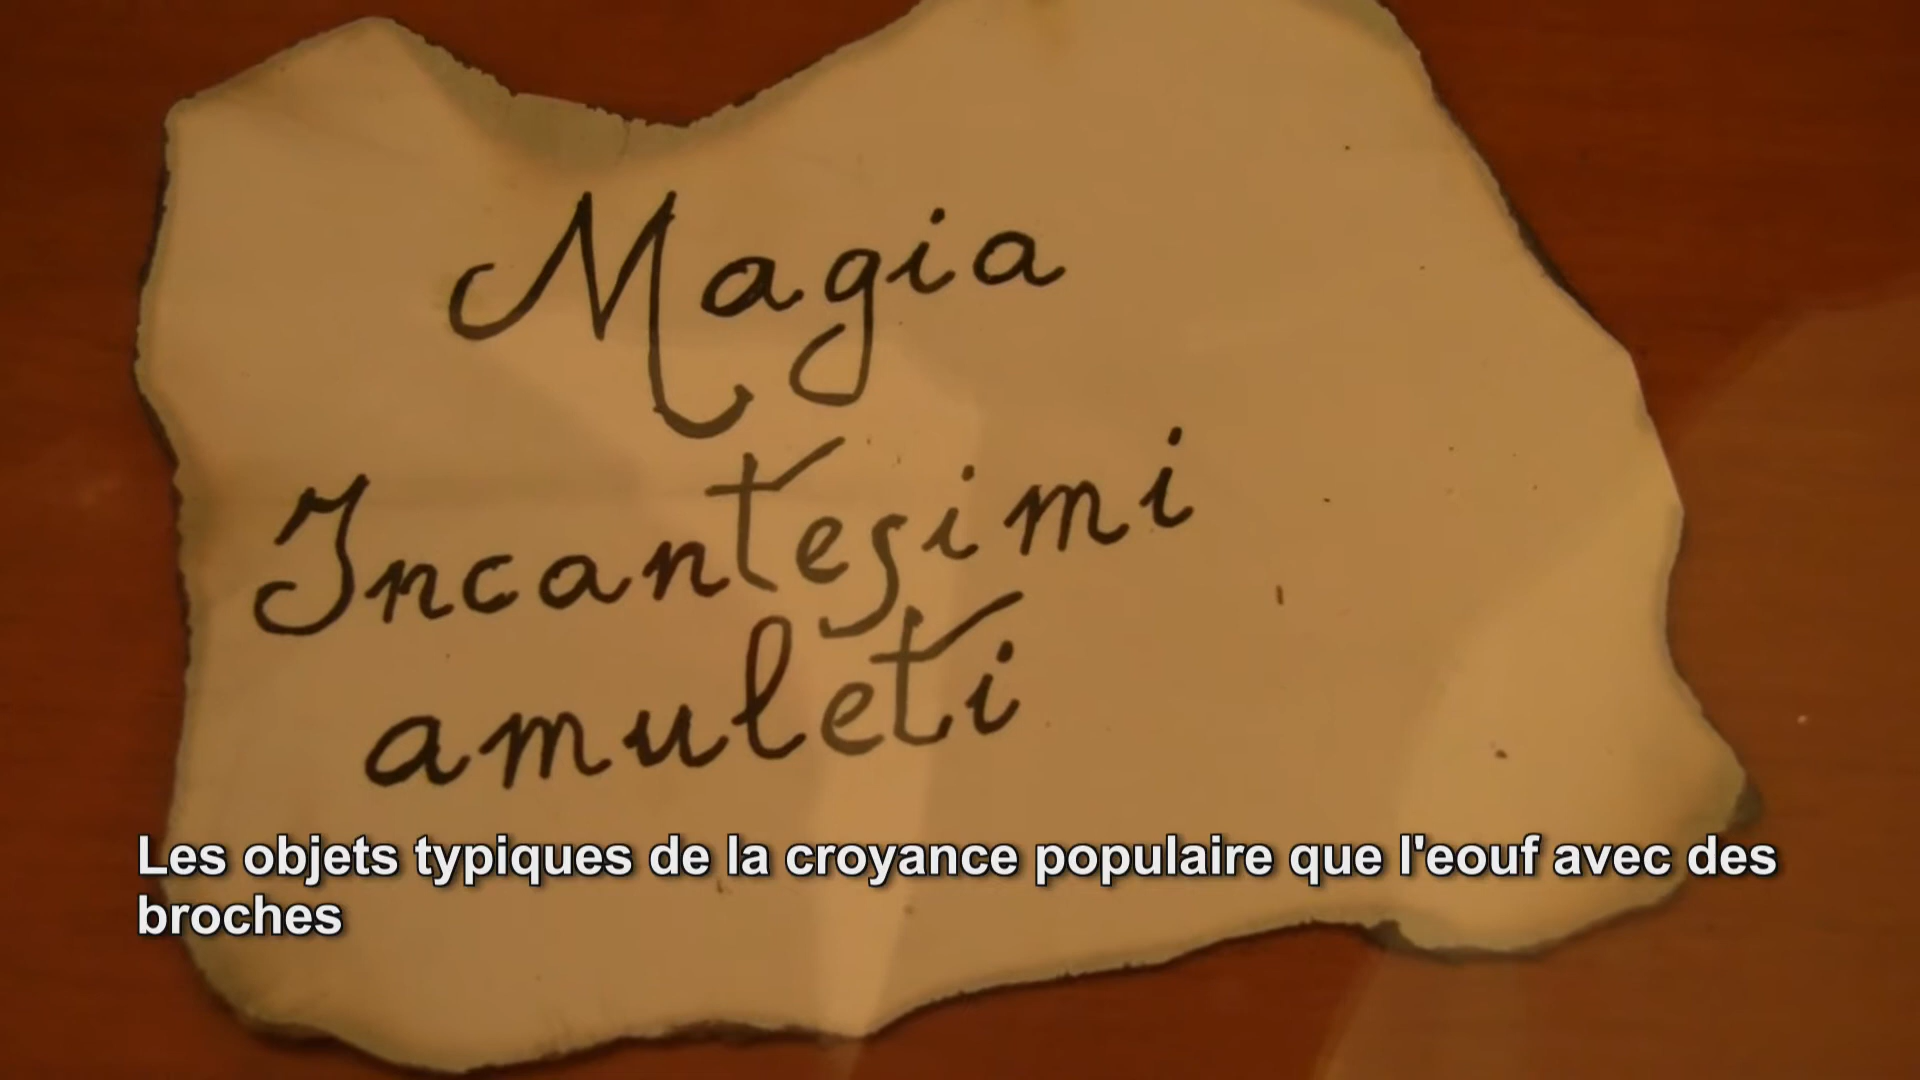 Magia
Incantesimi
amuleti
Les objets typiques de la croyance populaire que l'eouf avec des
broches